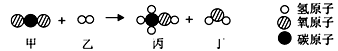 + → +
甲 乙 丙 丁
氢原子
氧原子
碳原子